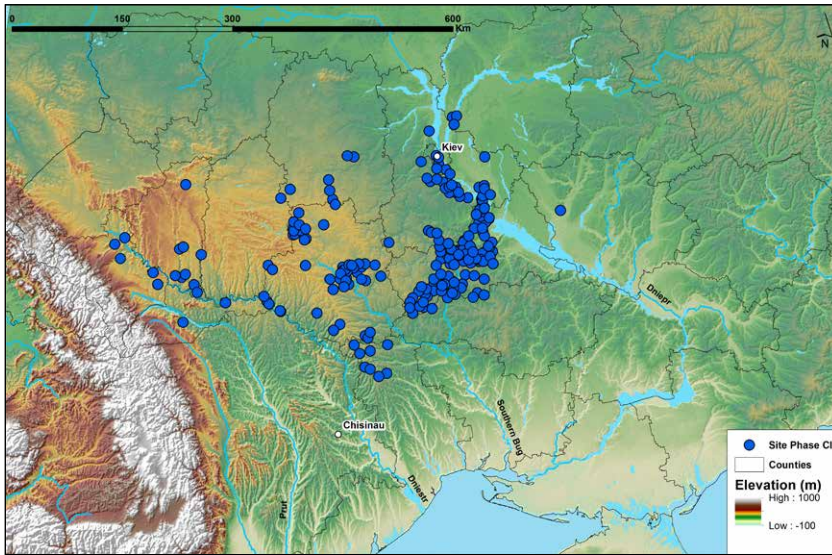 0 150 300 600
Km
N
Kiev
Dniepr
Chisinau
Southern Bug
Dniestr
Prut
Site Phase CI
Counties
Elevation (m)
High : 1000
Low : -100